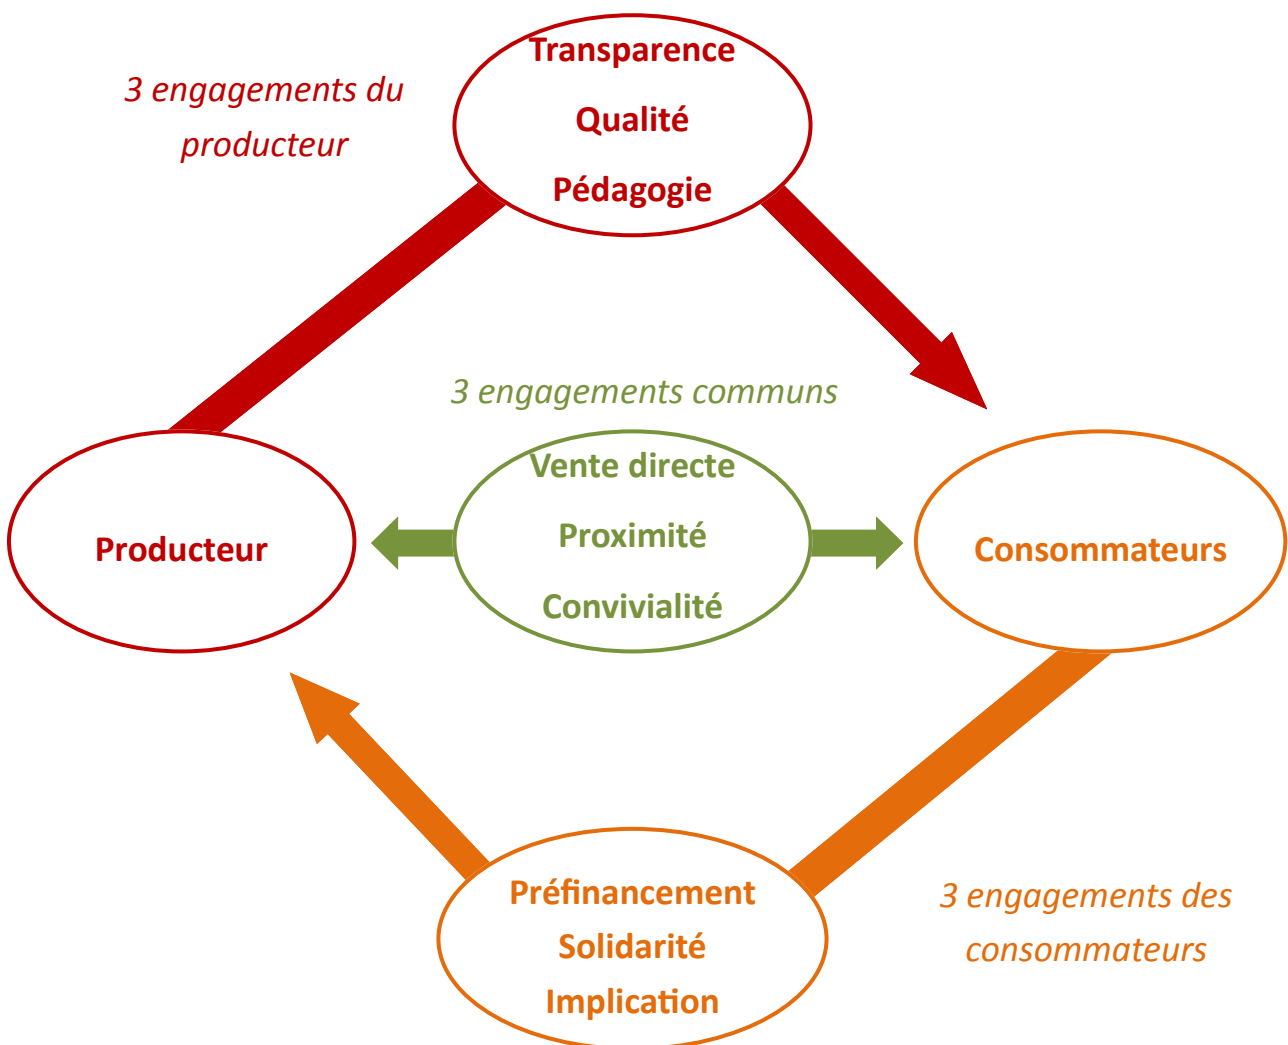 3 engagements du
producteur
Transparence
Qualité
Pédagogie
3 engagements communs
Producteur
Vente directe
Proximité
Convivialité
Consommateurs
Préfinancement
Solidarité
Implication
3 engagements des
consommateurs